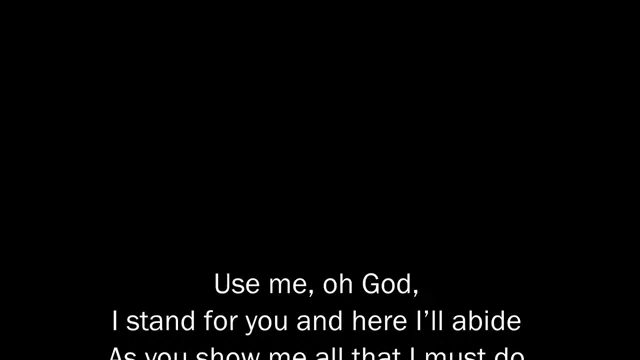 Use me, oh God,
I stand for you and here I’ll abide
As you show me all that I must do